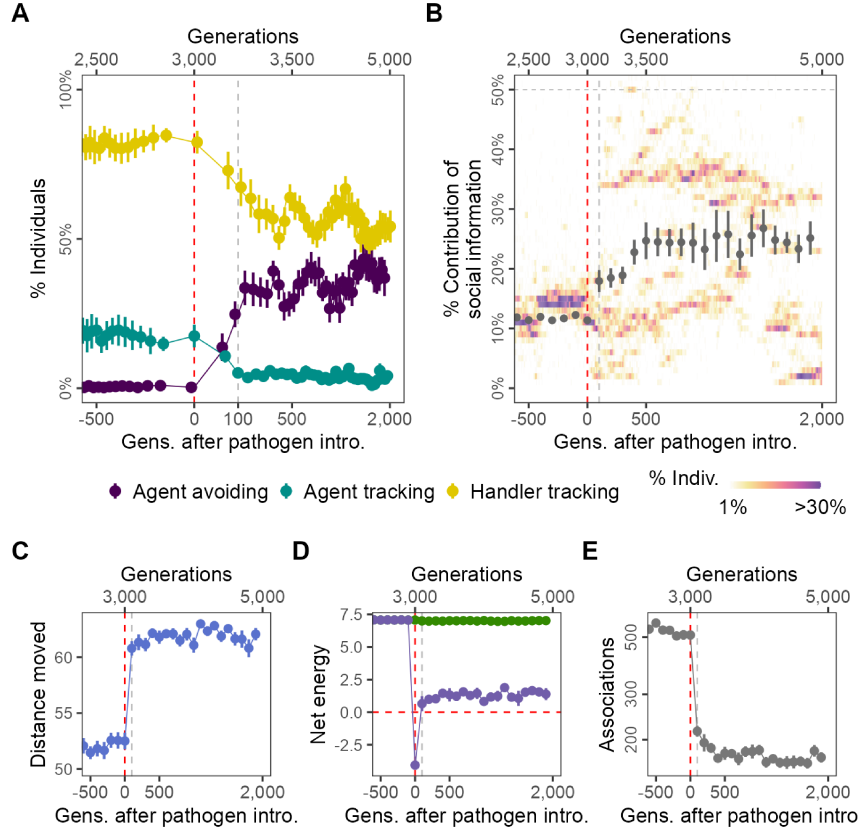 A
Generations
2,500 3,000 3,500 5,000
100%
50%
0%
% Individuals
-500 0 100 500 2,000
Gens. after pathogen intro.
B
Generations
2,500 3,000 3,500 5,000
50%
40%
30%
20%
10%
0%
% Contribution of
social information
-500 0 500 2,000
Gens. after pathogen intro.
Agent avoiding Agent tracking Handler tracking
% Indiv.
1% >30%
C
Generations
3,000 5,000
60
55
50
Distance moved
-500 0 500 2,000
Gens. after pathogen intro.
D
Generations
3,000 5,000
7.5
5.0
2.5
0.0
-2.5
Net energy
-500 0 500 2,000
Gens. after pathogen intro.
E
Generations
3,000 5,000
500
300
200
Associations
-500 0 500 2,000
Gens. after pathogen intro.